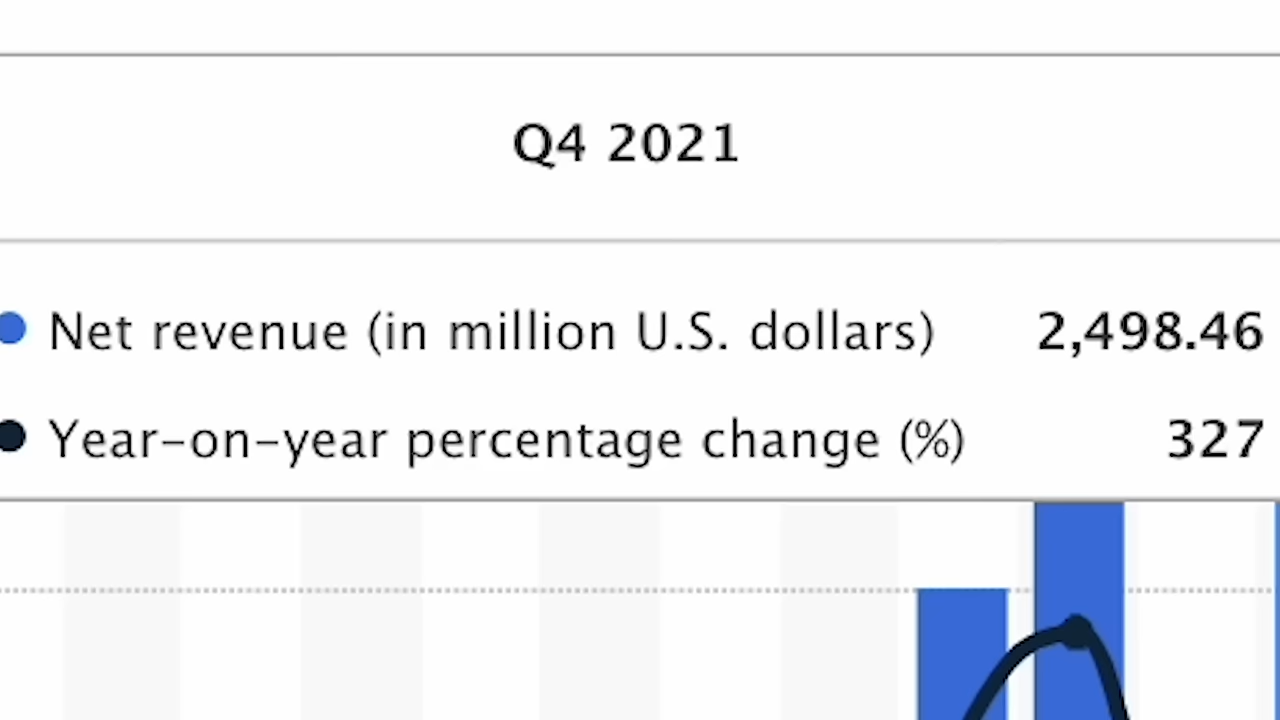 Q4 2021
Net revenue (in million U.S. dollars) 2,498.46
Year-on-year percentage change (%) 327